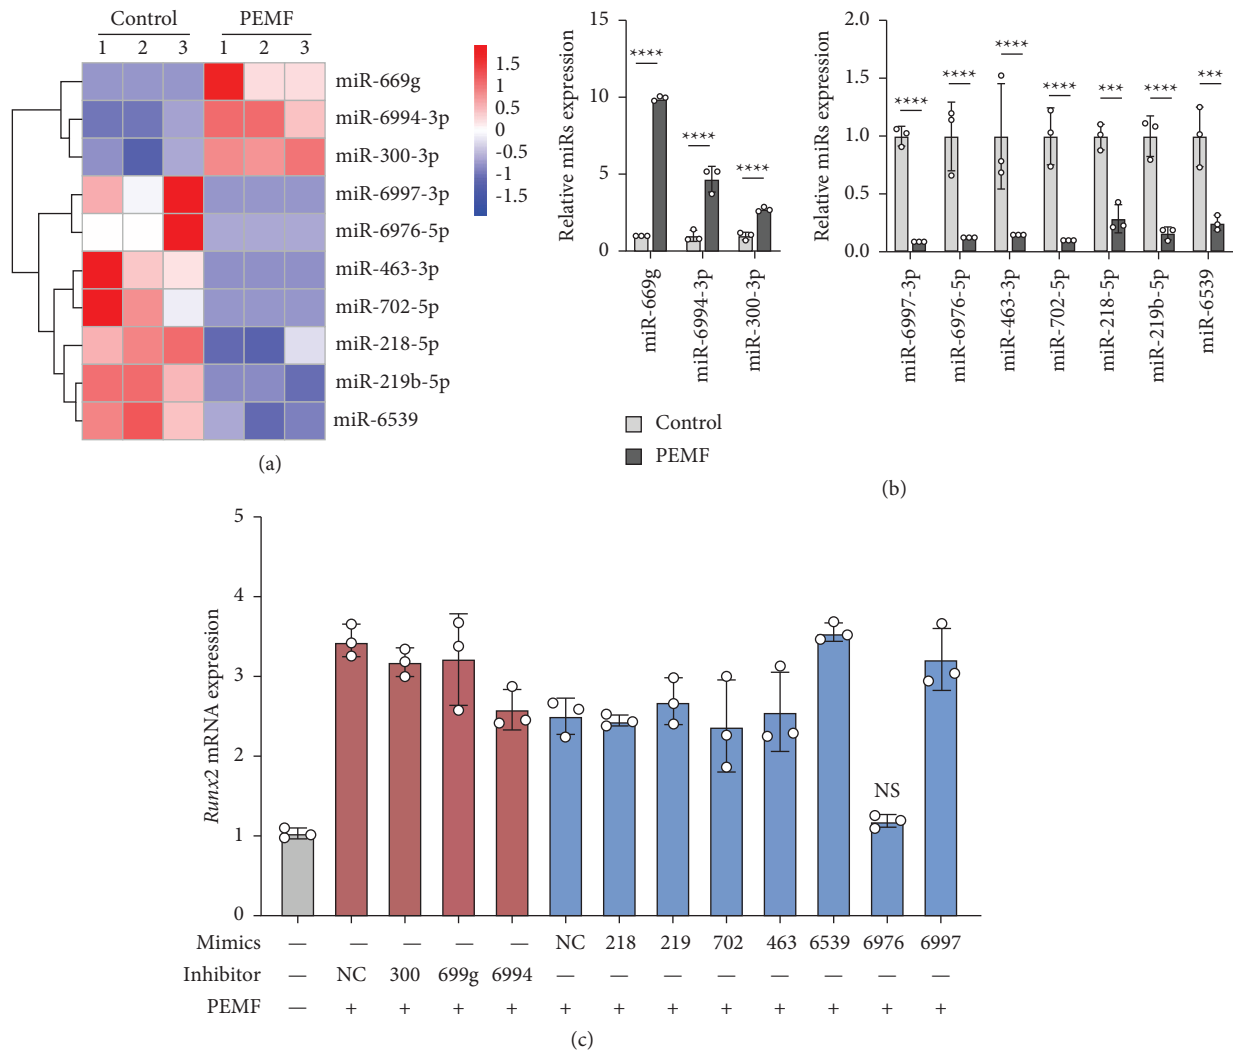 Control PEMF
1 2 3 1 2 3
miR-669g
miR-6994-3p
miR-300-3p
miR-6997-3p
miR-6976-5p
miR-463-3p
miR-702-5p
miR-218-5p
miR-219b-5p
miR-6539
1.5
1
0.5
0
-0.5
-1
-1.5
(a)
Relative miRs expression
15
10
5
0
**** **** ****
miR-669g
miR-6994-3p
miR-300-3p
Relative miRs expression
2.0
1.5
1.0
0.5
0.0
**** **** **** **** *** **** ***
miR-6997-3p
miR-6976-5p
miR-463-3p
miR-702-5p
miR-218-5p
miR-219b-5p
miR-6539
Control
PEMF
(b)
Runx2 mRNA expression
5
4
3
2
1
0
NS
Mimics — — — — — NC 218 219 702 463 6539 6976 6997
Inhibitor — NC 300 699g 6994 — — — — — — — —
PEMF — + + + + + + + + + + + +
(c)